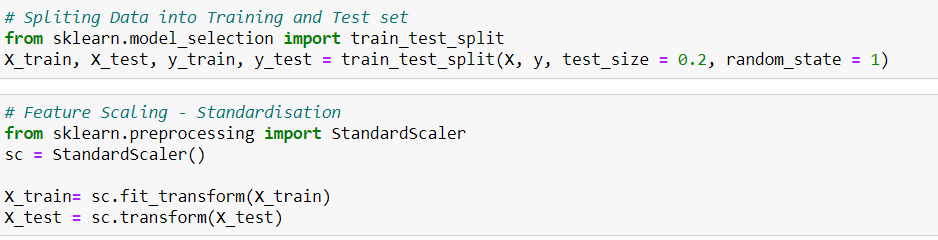 # Spliting Data into Training and Test set
from sklearn.model_selection import train_test_split
X_train, X_test, y_train, y_test = train_test_split(X, y, test_size = 0.2, random_state = 1)
# Feature Scaling - Standardisation
from sklearn.preprocessing import StandardScaler
sc = StandardScaler()
X_train= sc.fit_transform(X_train)
X_test = sc.transform(X_test)